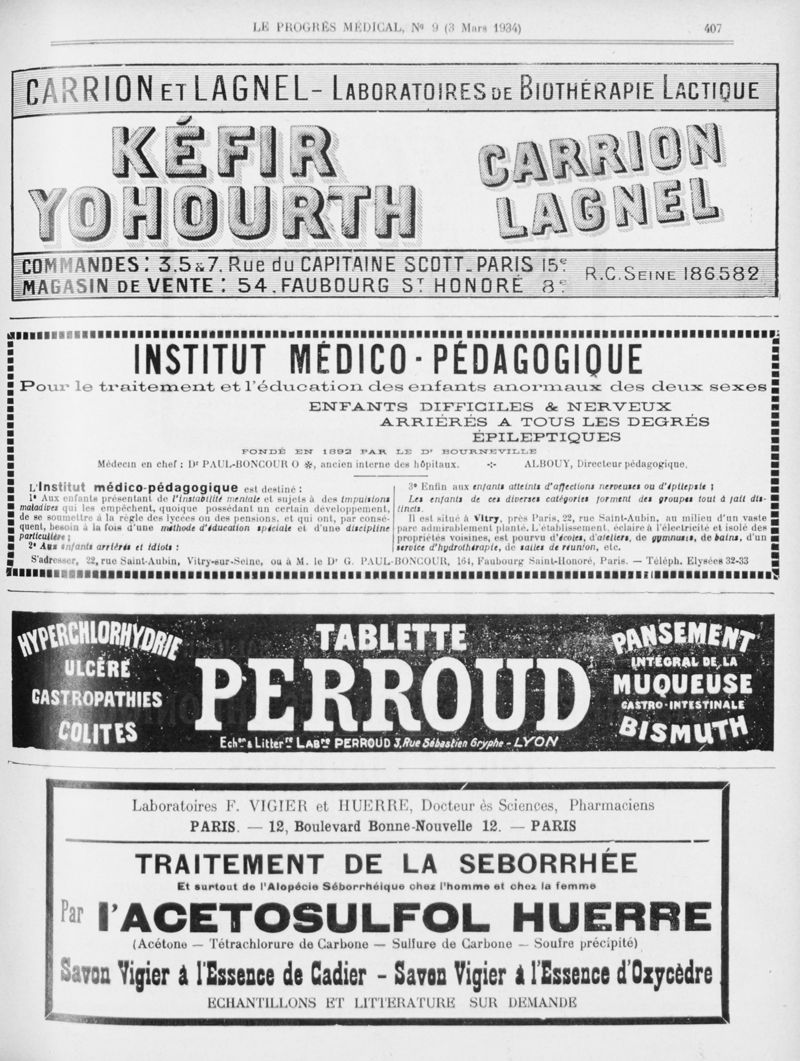 LE PROGRÈS MÉDICAL, Nº 9 (3 Mars 1934) 407
CARRION ET LAGNEL - LABORATOIRES DE BIOTHÉRAPIE LACTIQUE
KÉFIR
YOHOURTH
CARRION
LAGNEL
COMMANDES : 3.5 & 7. Rue du CAPITAINE SCOTT_PARIS 15e
MAGASIN DE VENTE : 54. FAUBOURG ST HONORÉ 8e
R.C. SEINE 186582
INSTITUT MÉDICO-PÉDAGOGIQUE
Pour le traitement et l'éducation des enfants anormaux des deux sexes
ENFANTS DIFFICILES & NERVEUX
ARRIÉRÉS A TOUS LES DEGRÉS
ÉPILEPTIQUES
FONDÉ EN 1892 PAR LE Dr BOURNEVILLE
Médecin en chef : Dr PAUL-BONCOUR O ✻, ancien interne des hôpitaux. ✣ ALBOUY, Directeur pédagogique.
L'Institut médico-pédagogique est destiné :
1º Aux enfants présentant de l'instabilité mentale et sujets à des impulsions
maladives qui les empêchent, quoique possédant un certain développement,
de se soumettre à la règle des lycées ou des pensions, et qui ont, par consé-
quent, besoin à la fois d'une méthode d'éducation spéciale et d'une discipline
particulière ;
2º Aux enfants arriérés et idiots :
3º Enfin aux enfants atteints d'affections nerveuses ou d'épilepsie ;
Les enfants de ces diverses catégories forment des groupes tout à fait dis-
tincts.
Il est situé à Vitry, près Paris, 22, rue Saint-Aubin, au milieu d'un vaste
parc admirablement planté. L'établissement, éclairé à l'électricité et isolé des
propriétés voisines, est pourvu d'écoles, d'ateliers, de gymnases, de bains, d'un
service d'hydrothérapie, de salles de réunion, etc.
S'adresser, 22, rue Saint-Aubin, Vitry-sur-Seine, ou à M. le Dr G. PAUL-BONCOUR, 164, Faubourg Saint-Honoré, Paris. — Téléph. Elysées 32-33
HYPERCHLORHYDRIE
ULCÈRE
GASTROPATHIES
COLITES
TABLETTE
PERROUD
Echons & Littérre LABres PERROUD 3, Rue Sébastien Gryphe - LYON
PANSEMENT
INTÉGRAL DE LA
MUQUEUSE
GASTRO-INTESTINALE
BISMUTH
Laboratoires F. VIGIER et HUERRE, Docteur ès Sciences, Pharmaciens
PARIS. — 12, Boulevard Bonne-Nouvelle 12. — PARIS
TRAITEMENT DE LA SEBORRHÉE
Et surtout de l'Alopécie Séborrhéique chez l'homme et chez la femme
Par l'ACETOSULFOL HUERRE
(Acétone — Tétrachlorure de Carbone — Sulfure de Carbone — Soufre précipité)
Savon Vigier à l'Essence de Cadier - Savon Vigier à l'Essence d'Oxycèdre
ECHANTILLONS ET LITTERATURE SUR DEMANDE